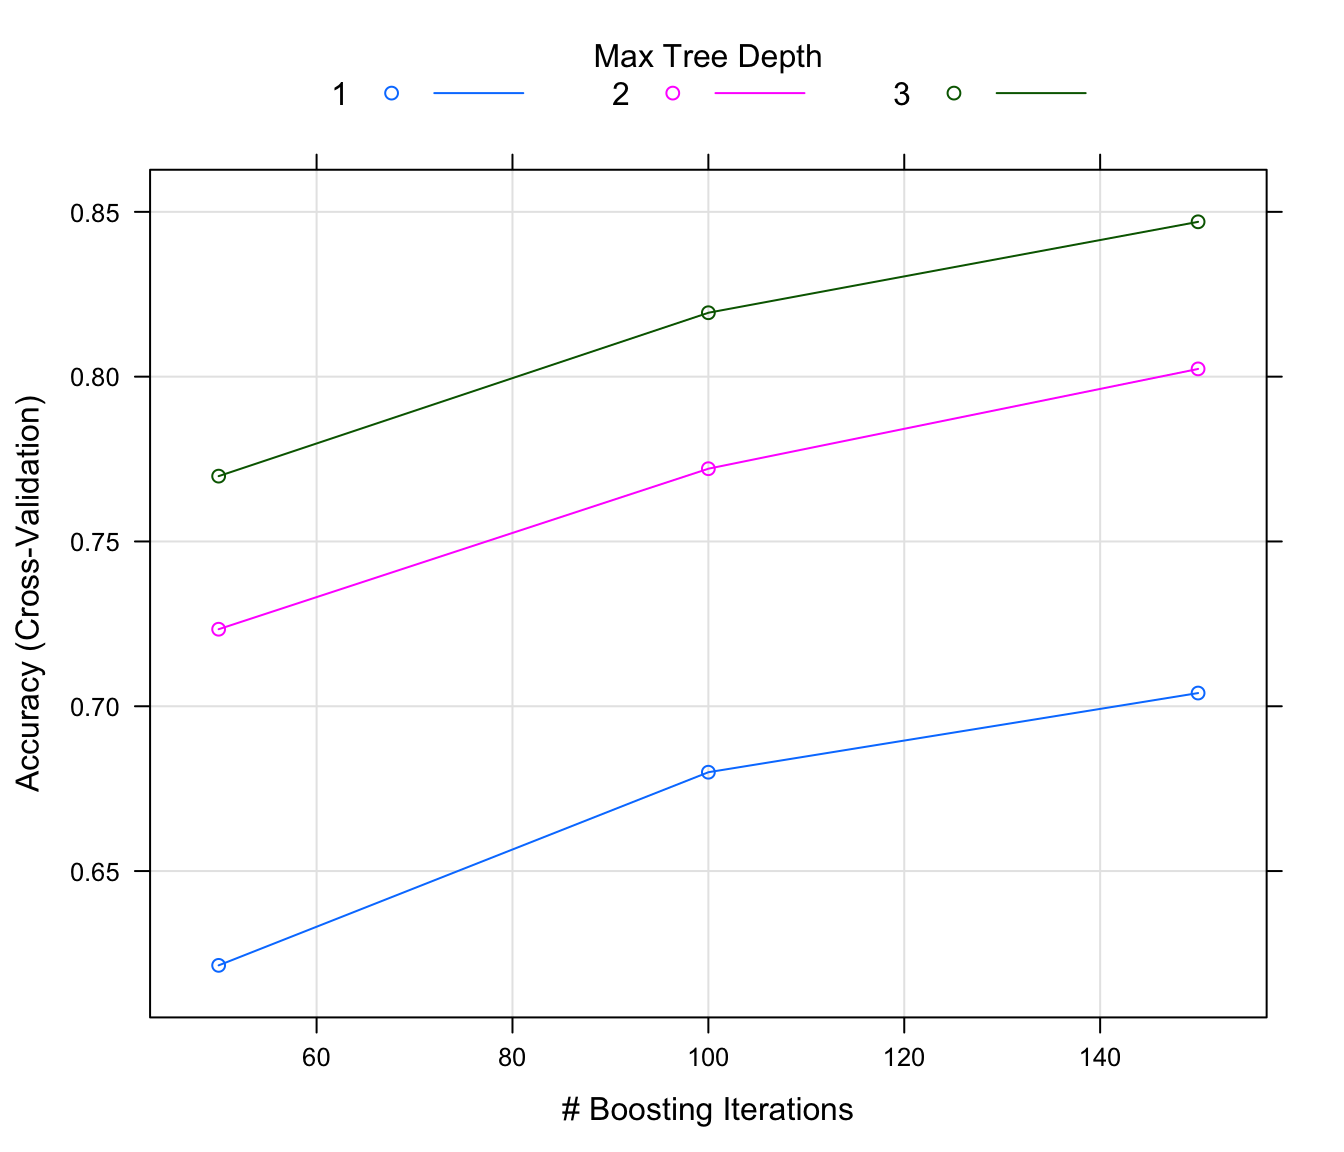 Max Tree Depth
1 2 3
0.85
0.80
0.75
0.70
0.65
Accuracy (Cross-Validation)
60 80 100 120 140
# Boosting Iterations